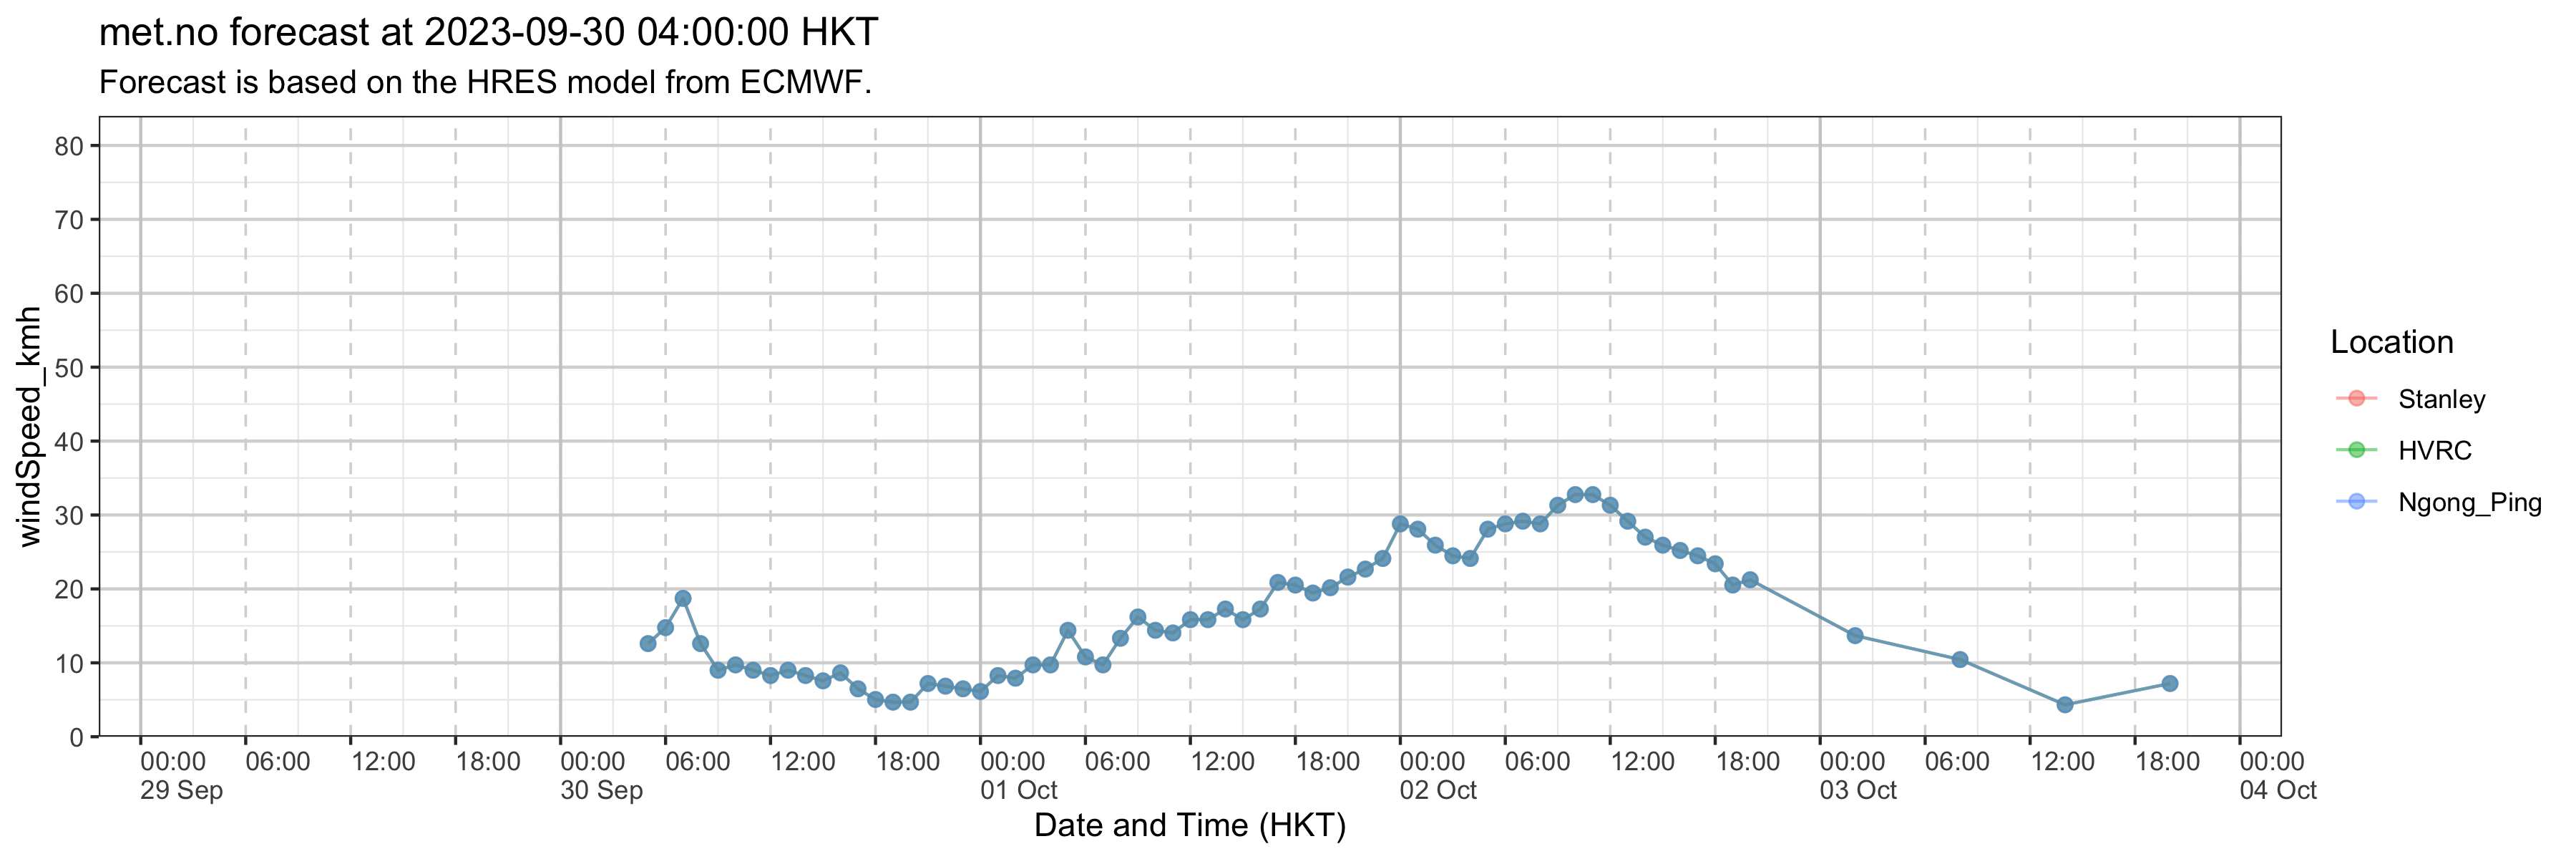 met.no forecast at 2023-09-30 04:00:00 HKT
Forecast is based on the HRES model from ECMWF.
80
70
60
50
40
30
20
10
0
windSpeed_kmh
00:00 06:00 12:00 18:00 00:00 06:00 12:00 18:00 00:00 06:00 12:00 18:00 00:00 06:00 12:00 18:00 00:00 06:00 12:00 18:00 00:00
29 Sep 30 Sep 01 Oct 02 Oct 03 Oct 04 Oct
Date and Time (HKT)
Location
Stanley
HVRC
Ngong_Ping